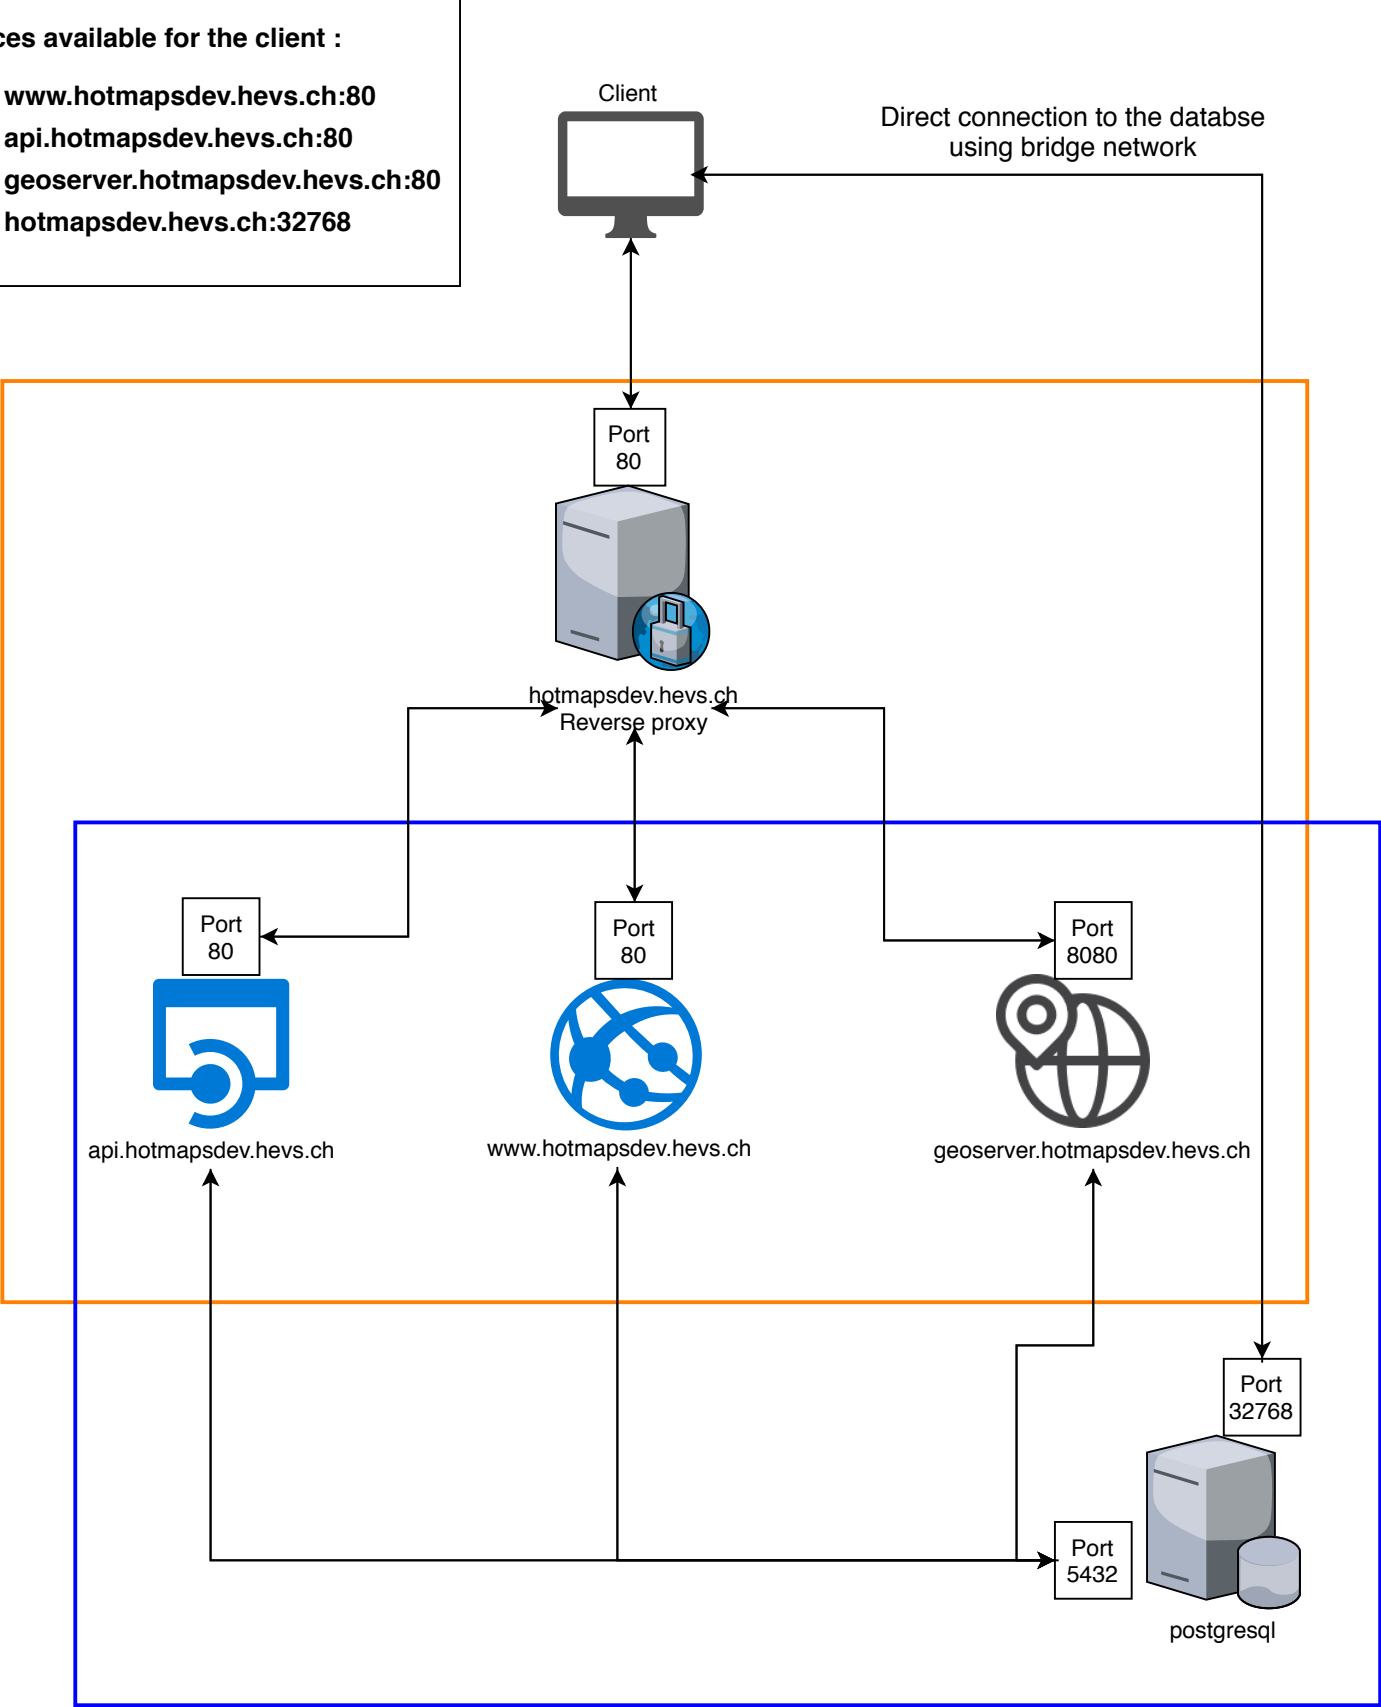 available for the client :
www.hotmapsdev.hevs.ch:80
api.hotmapsdev.hevs.ch:80
geoserver.hotmapsdev.hevs.ch:80
hotmapsdev.hevs.ch:32768
Client
Direct connection to the databse
using bridge network
Port
80
hotmapsdev.hevs.ch
Reverse proxy
Port
80
Port
80
Port
8080
api.hotmapsdev.hevs.ch
www.hotmapsdev.hevs.ch
geoserver.hotmapsdev.hevs.ch
Port
32768
Port
5432
postgresql